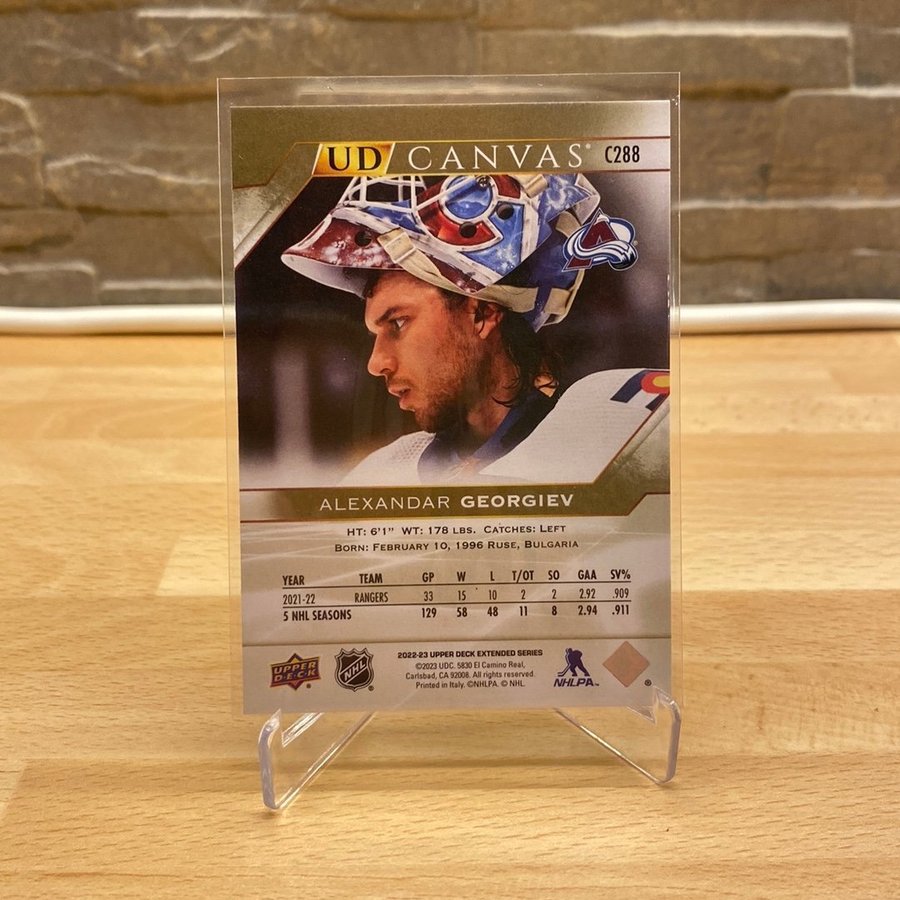 UD CANVAS® C288
A
ALEXANDAR GEORGIEV
HT: 6'1" WT: 178 LBS. CATCHES: LEFT
BORN: FEBRUARY 10, 1996 RUSE, BULGARIA
YEAR TEAM GP W L T/OT SO GAA SV%
2021-22 RANGERS 33 15 10 2 2 2.92 .909
5 NHL SEASONS 129 58 48 11 8 2.94 .911
2022-23 UPPER DECK EXTENDED SERIES
©2023 UDC. 5830 El Camino Real,
Carlsbad, CA 92008. All rights reserved.
Printed in Italy. ©NHLPA. © NHL.
UPPER DECK®
NHL®
NHLPA™
®